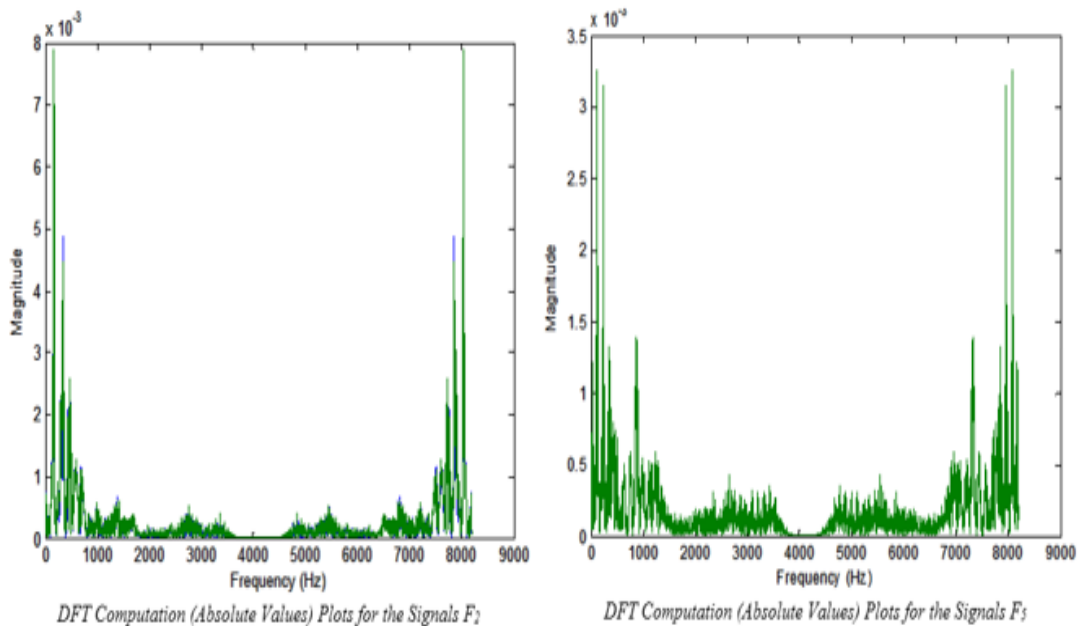 x 10⁻³
8
7
6
5
4
3
2
1
0
Magnitude
0 1000 2000 3000 4000 5000 6000 7000 8000 9000
Frequency (Hz)
DFT Computation (Absolute Values) Plots for the Signals F₂
x 10
3.5
3
2.5
2
1.5
1
0.5
0
Magnitude
0 1000 2000 3000 4000 5000 6000 7000 8000 9000
Frequency (Hz)
DFT Computation (Absolute Values) Plots for the Signals F₅